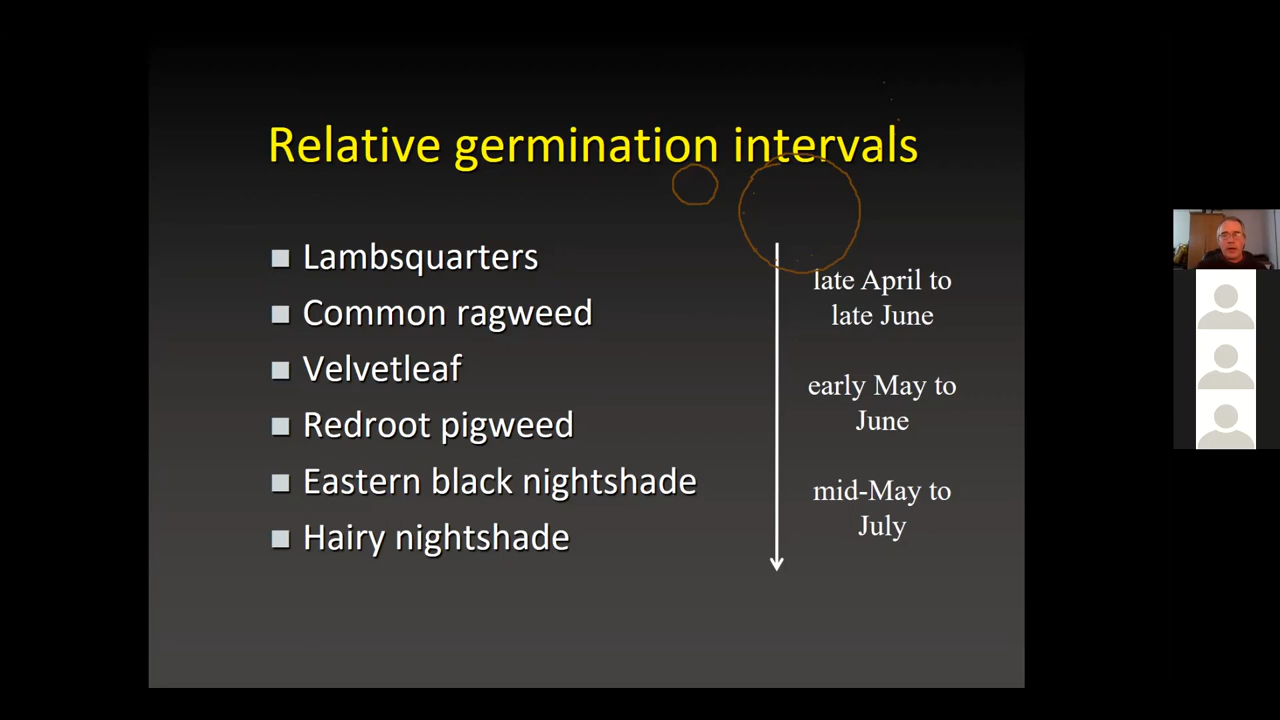 Relative germination intervals
Lambsquarters
Common ragweed
Velvetleaf
Redroot pigweed
Eastern black nightshade
Hairy nightshade
late April to
late June
early May to
June
mid-May to
July